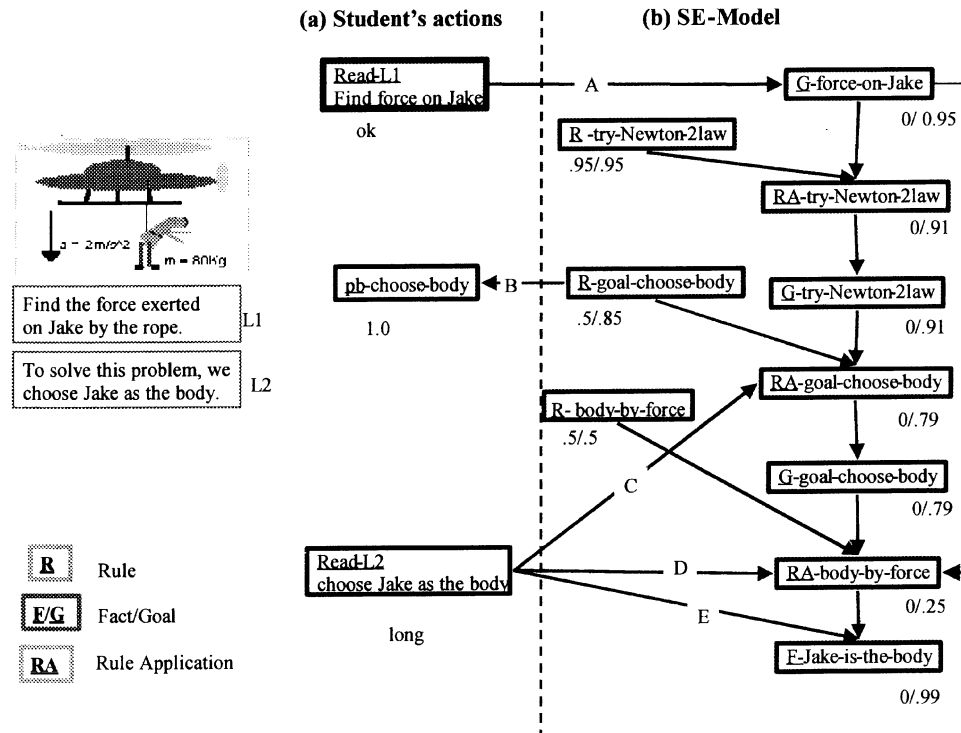 (a) Student's actions
(b) SE-Model
Read-L1
Find force on Jake
ok
A
G-force-on-Jake
0/ 0.95
R -try-Newton-2law
.95/.95
RA-try-Newton-2law
0/.91
a = 2m/s^2
m = 80Kg
pb-choose-body
1.0
B
R-goal-choose-body
.5/.85
G-try-Newton-2law
0/.91
Find the force exerted
on Jake by the rope.
L1
To solve this problem, we
choose Jake as the body.
L2
RA-goal-choose-body
0/.79
R- body-by-force
.5/.5
C
G-goal-choose-body
0/.79
Read-L2
choose Jake as the body
long
D
RA-body-by-force
0/.25
E
F-Jake-is-the-body
0/.99
R
Rule
F/G
Fact/Goal
RA
Rule Application